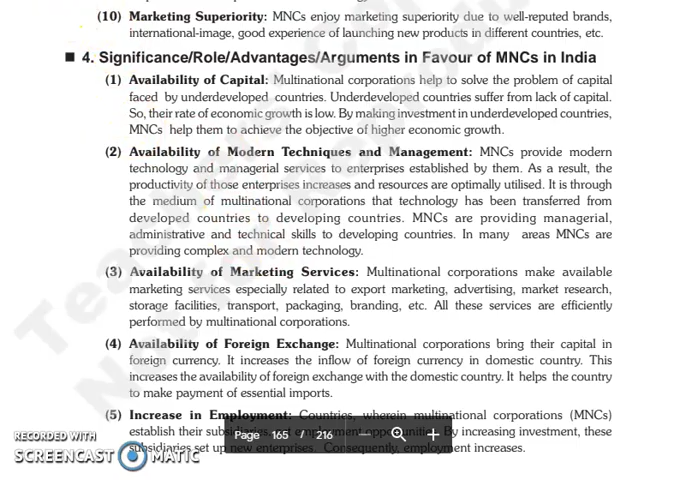 (10) Marketing Superiority: MNCs enjoy marketing superiority due to well-reputed brands,
international-image, good experience of launching new products in different countries, etc.
■ 4. Significance/Role/Advantages/Arguments in Favour of MNCs in India
(1) Availability of Capital: Multinational corporations help to solve the problem of capital
faced by underdeveloped countries. Underdeveloped countries suffer from lack of capital.
So, their rate of economic growth is low. By making investment in underdeveloped countries,
MNCs help them to achieve the objective of higher economic growth.
(2) Availability of Modern Techniques and Management: MNCs provide modern
technology and managerial services to enterprises established by them. As a result, the
productivity of those enterprises increases and resources are optimally utilised. It is through
the medium of multinational corporations that technology has been transferred from
developed countries to developing countries. MNCs are providing managerial,
administrative and technical skills to developing countries. In many areas MNCs are
providing complex and modern technology.
(3) Availability of Marketing Services: Multinational corporations make available
marketing services especially related to export marketing, advertising, market research,
storage facilities, transport, packaging, branding, etc. All these services are efficiently
performed by multinational corporations.
(4) Availability of Foreign Exchange: Multinational corporations bring their capital in
foreign currency. It increases the inflow of foreign currency in domestic country. This
increases the availability of foreign exchange with the domestic country. It helps the country
to make payment of essential imports.
(5) Increase in Employment: Countries, wherein multinational corporations (MNCs)
establish their subsidiaries, get employment opportunities. By increasing investment, these
subsidiaries set up new enterprises. Consequently, employment increases.
Page 165 / 216 — +
RECORDED WITH
SCREENCAST MATIC